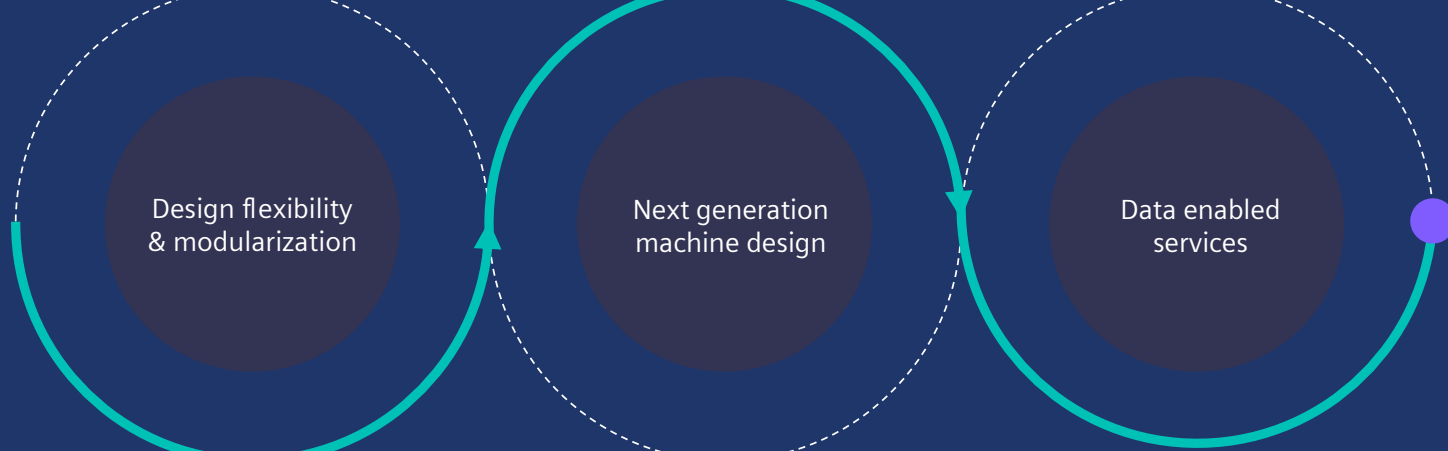 Design flexibility
& modularization
Next generation
machine design
Data enabled
services